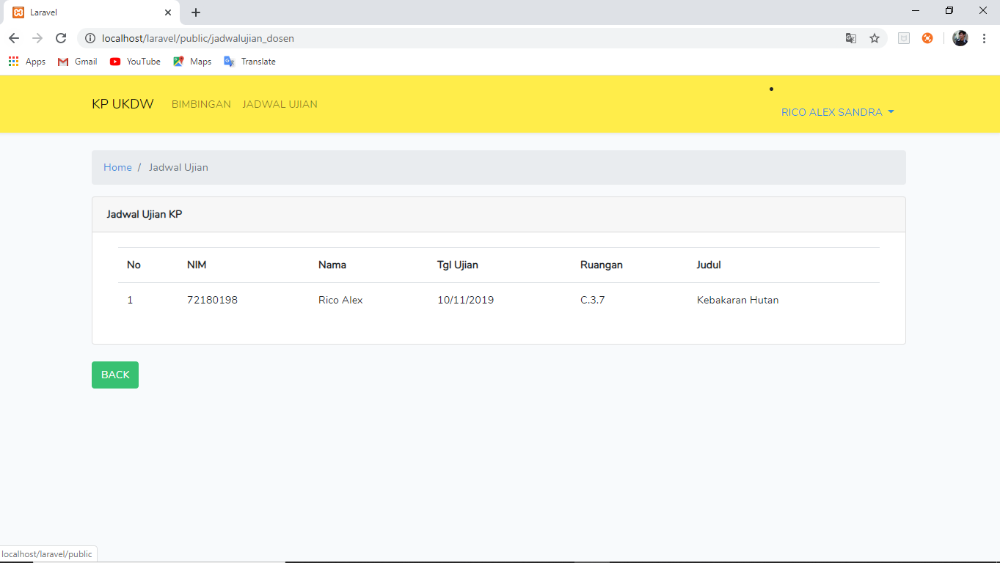 Laravel
localhost/laravel/public/jadwalujian_dosen
Apps Gmail YouTube Maps Translate
KP UKDW BIMBINGAN JADWAL UJIAN
RICO ALEX SANDRA
Home / Jadwal Ujian
Jadwal Ujian KP
No NIM Nama Tgl Ujian Ruangan Judul
1 72180198 Rico Alex 10/11/2019 C.3.7 Kebakaran Hutan
BACK
localhost/laravel/public